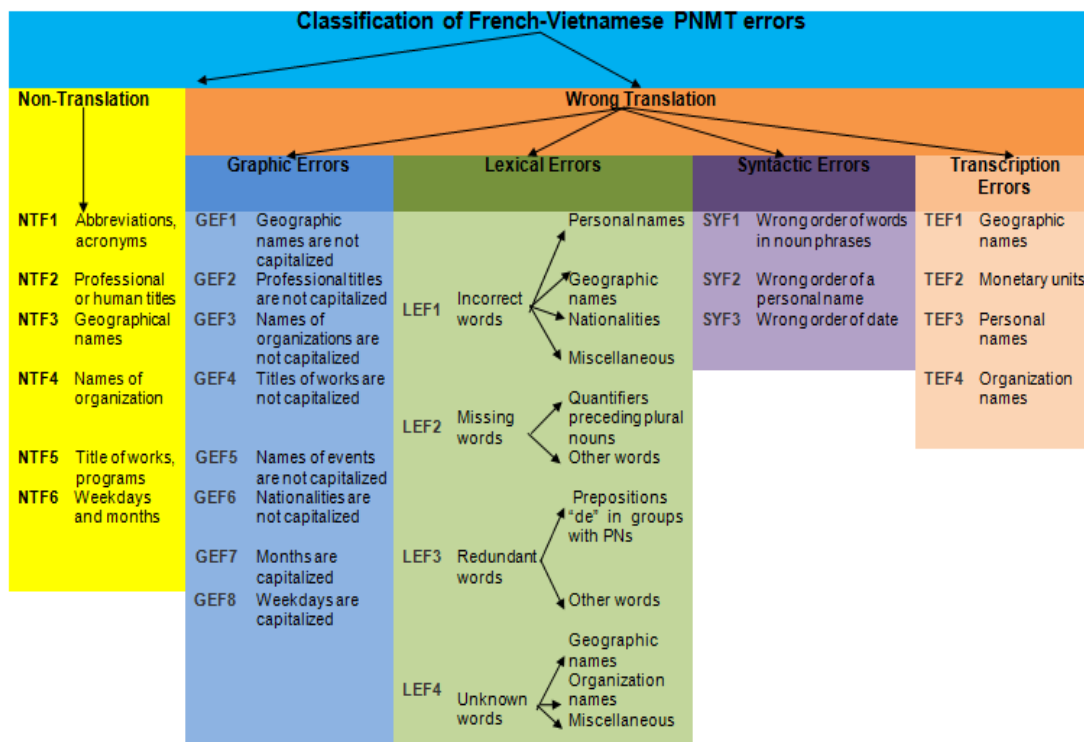 Classification of French-Vietnamese PNMT errors
Non-Translation
Wrong Translation
Graphic Errors
Lexical Errors
Syntactic Errors
Transcription
Errors
NTF1 Abbreviations,
acronyms
NTF2 Professional
or human titles
NTF3 Geographical
names
NTF4 Names of
organization
NTF5 Title of works,
programs
NTF6 Weekdays
and months
GEF1 Geographic
names are not
capitalized
GEF2 Professional titles
are not capitalized
GEF3 Names of
organizations are
not capitalized
GEF4 Titles of works are
not capitalized
GEF5 Names of events
are not capitalized
GEF6 Nationalities are
not capitalized
GEF7 Months are
capitalized
GEF8 Weekdays are
capitalized
LEF1 Incorrect
words
Personal names
Geographic
names
Nationalities
Miscellaneous
LEF2 Missing
words
Quantifiers
preceding plural
nouns
Other words
LEF3 Redundant
words
Prepositions
“de” in groups
with PNs
Other words
LEF4 Unknown
words
Geographic
names
Organization
names
Miscellaneous
SYF1 Wrong order of words
in noun phrases
SYF2 Wrong order of
a personal name
SYF3 Wrong order of date
TEF1 Geographic
names
TEF2 Monetary units
TEF3 Personal
names
TEF4 Organization
names